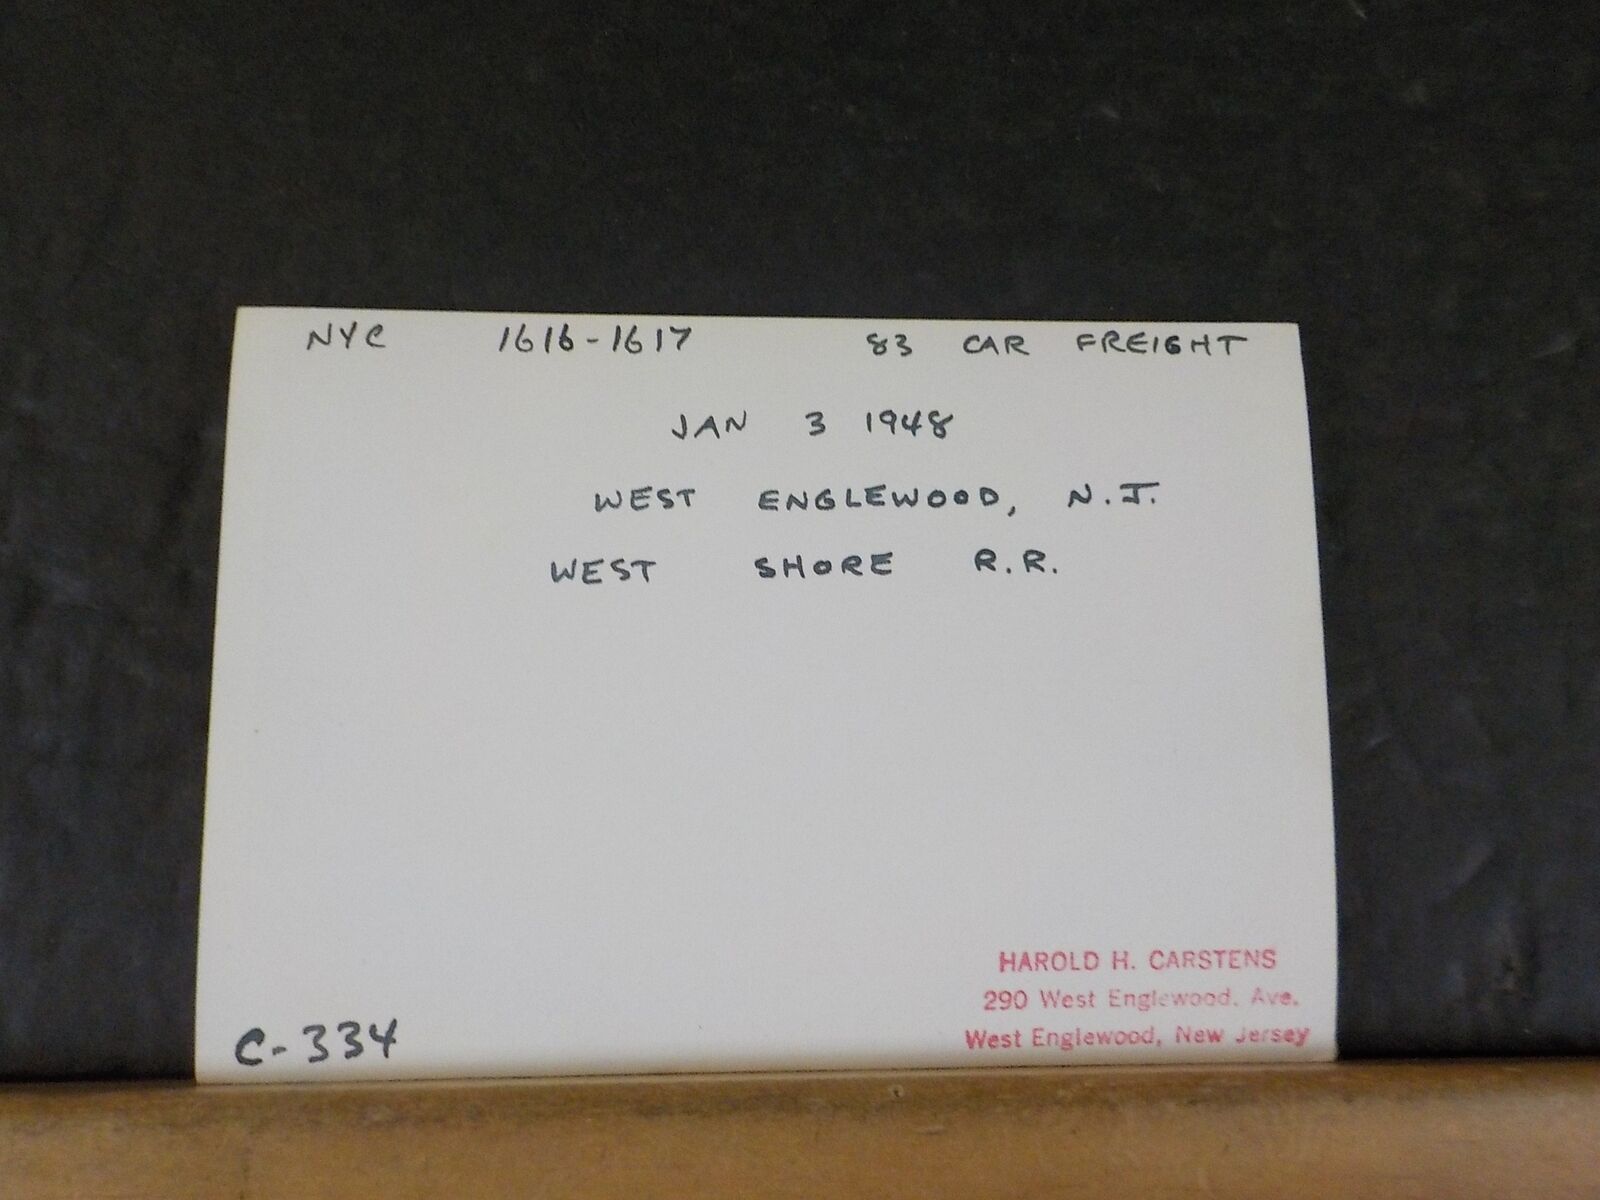 NYC 1616-1617 83 CAR FREIGHT
JAN 3 1948
WEST ENGLEWOOD, N.J.
WEST SHORE R.R.
HAROLD H. CARSTENS
290 West Englewood. Ave.
West Englewood, New Jersey
C-334